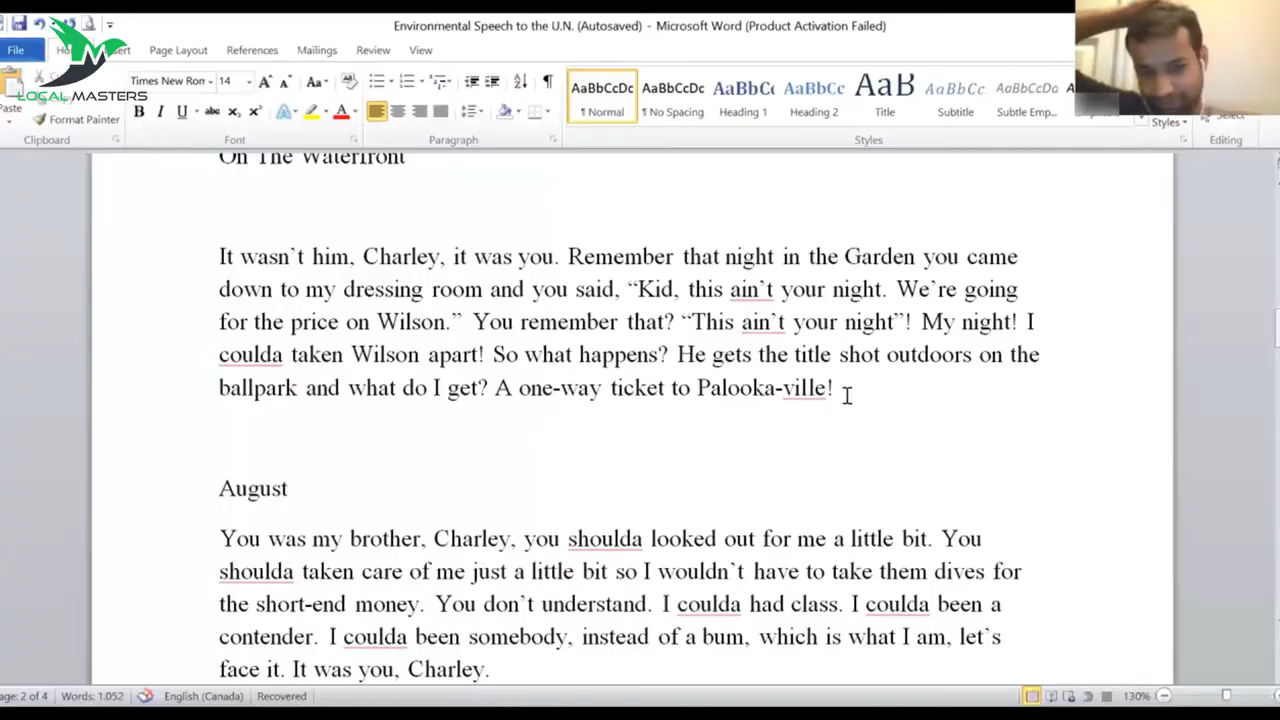 Environmental Speech to the U.N. (Autosaved) - Microsoft Word (Product Activation Failed)
File
Page Layout
References
Mailings
Review
View
LOCAL MASTERS
Paste
Format Painter
Times New Rom
14
AaBbCcDc
AaBbCcDc
AaBbCc
AaBbCc
AaB
AaBbCc
AaBbCcDc
¶ Normal
¶ No Spacing
Heading 1
Heading 2
Title
Subtitle
Subtle Emp...
Styles
Clipboard
Font
Paragraph
Styles
Editing
On The Waterfront
It wasn`t him, Charley, it was you. Remember that night in the Garden you came
down to my dressing room and you said, “Kid, this ain`t your night. We`re going
for the price on Wilson.” You remember that? “This ain`t your night”! My night! I
coulda taken Wilson apart! So what happens? He gets the title shot outdoors on the
ballpark and what do I get? A one-way ticket to Palooka-ville!
August
You was my brother, Charley, you shoulda looked out for me a little bit. You
shoulda taken care of me just a little bit so I wouldn`t have to take them dives for
the short-end money. You don`t understand. I coulda had class. I coulda been a
contender. I coulda been somebody, instead of a bum, which is what I am, let`s
face it. It was you, Charley.
age: 2 of 4
Words: 1.052
English (Canada)
Recovered
130%